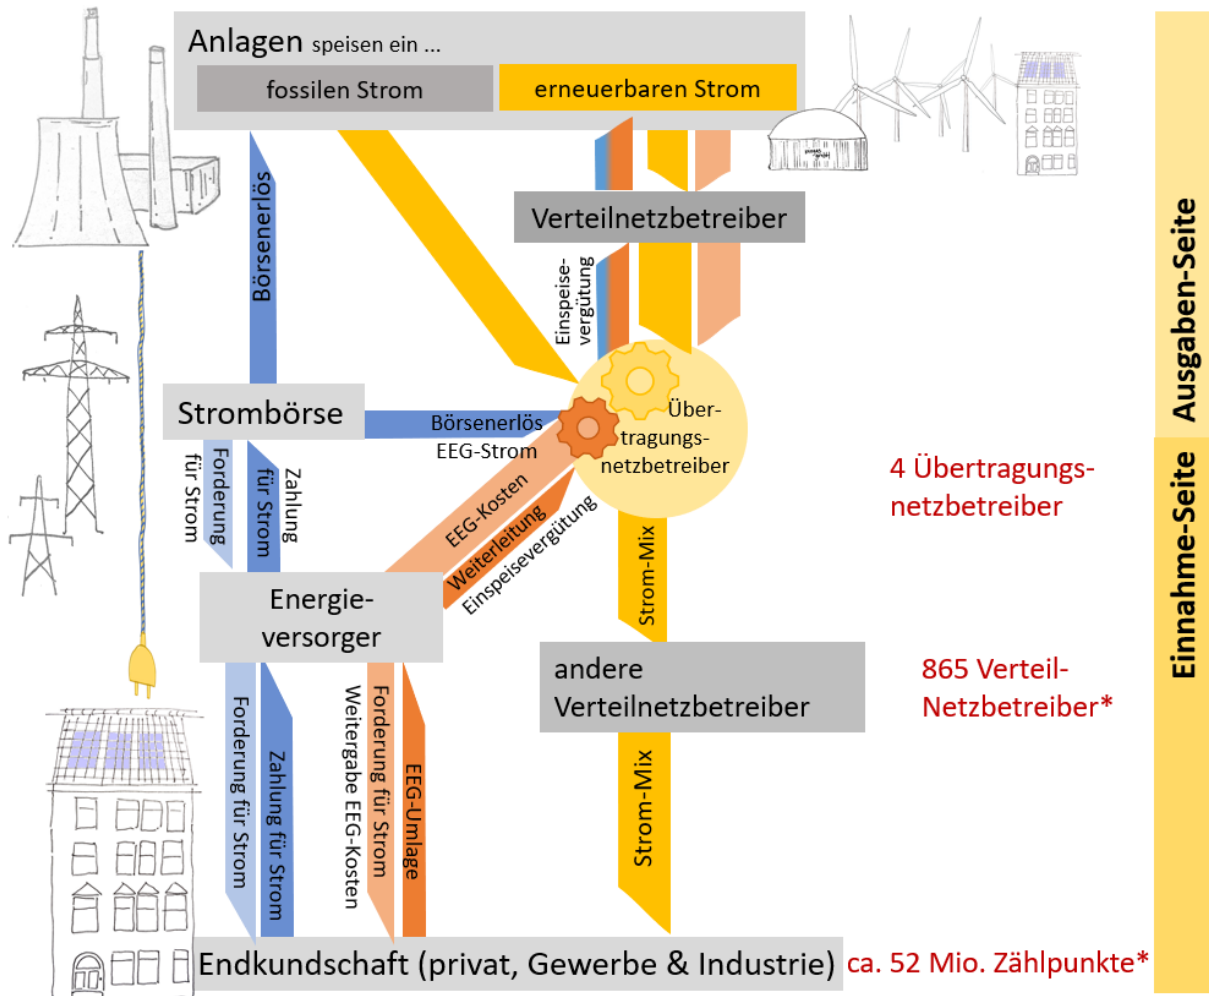 Anlagen speisen ein ...
fossilen Strom
erneuerbaren Strom
Verteilnetzbetreiber
Börsenerlös
Einspeise-
vergütung
Ausgaben-Seite
Strombörse
Börsenerlös
EEG-Strom
Über-
tragungs-
netzbetreiber
Forderung
für Strom
Zahlung
für Strom
EEG-Kosten
Weiterleitung
Einspeisevergütung
Strom-Mix
4 Übertragungs-
netzbetreiber
Einnahme-Seite
Energie-
versorger
andere
Verteilnetzbetreiber
865 Verteil-
Netzbetreiber*
Forderung für Strom
Zahlung für Strom
Forderung für Strom
Weitergabe EEG-Kosten
EEG-Umlage
Strom-Mix
Endkundschaft (privat, Gewerbe & Industrie)
ca. 52 Mio. Zählpunkte*